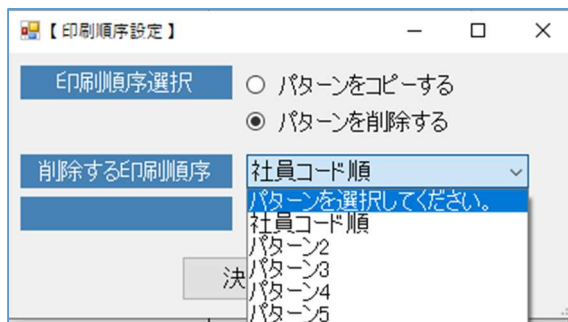 【 印刷順序設定 】
印刷順序選択
パターンをコピーする
パターンを削除する
削除する印刷順序
社員コード順
パターンを選択してください。
社員コード順
パターン2
パターン3
決
パターン4
パターン5